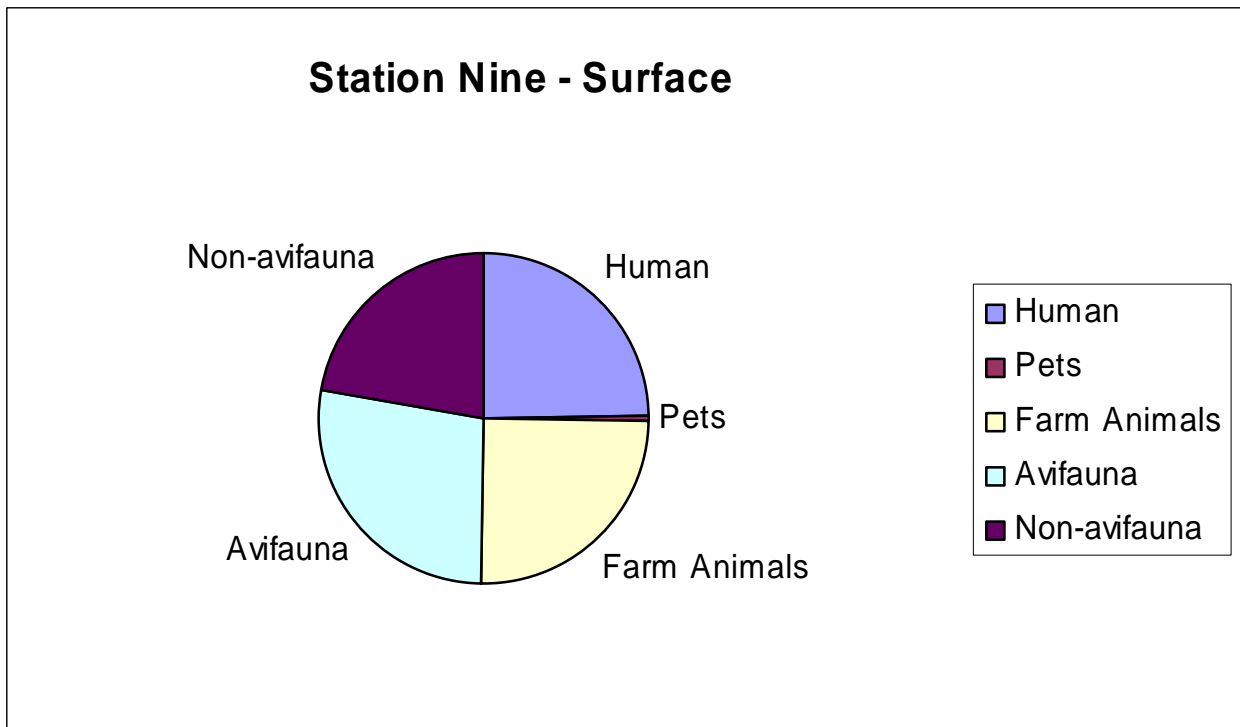 Station Nine - Surface
Non-avifauna
Human
Pets
Avifauna
Farm Animals
Human
Pets
Farm Animals
Avifauna
Non-avifauna